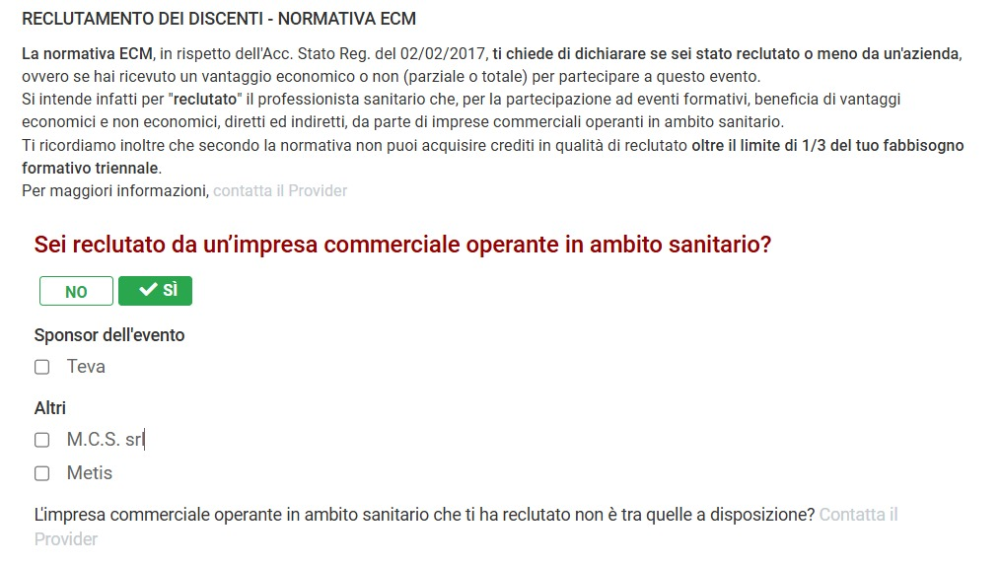 RECLUTAMENTO DEI DISCENTI - NORMATIVA ECM
La normativa ECM, in rispetto dell'Acc. Stato Reg. del 02/02/2017, ti chiede di dichiarare se sei stato reclutato o meno da un'azienda,
ovvero se hai ricevuto un vantaggio economico o non (parziale o totale) per partecipare a questo evento.
Si intende infatti per "reclutato" il professionista sanitario che, per la partecipazione ad eventi formativi, beneficia di vantaggi
economici e non economici, diretti ed indiretti, da parte di imprese commerciali operanti in ambito sanitario.
Ti ricordiamo inoltre che secondo la normativa non puoi acquisire crediti in qualità di reclutato oltre il limite di 1/3 del tuo fabbisogno
formativo triennale.
Per maggiori informazioni, contatta il Provider
Sei reclutato da un’impresa commerciale operante in ambito sanitario?
NO SÌ
Sponsor dell'evento
Teva
Altri
M.C.S. srl
Metis
L'impresa commerciale operante in ambito sanitario che ti ha reclutato non è tra quelle a disposizione? Contatta il
Provider